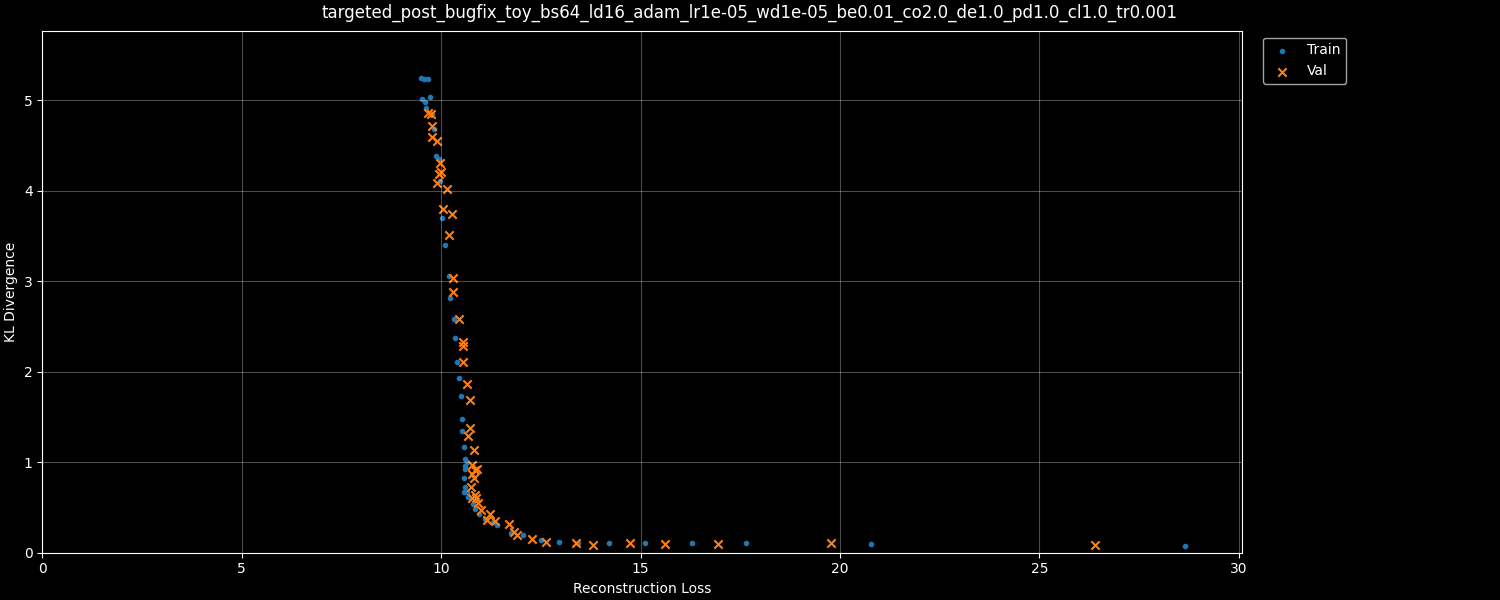 targeted_post_bugfix_toy_bs64_ld16_adam_lr1e-05_wd1e-05_be0.01_co2.0_de1.0_pd1.0_cl1.0_tr0.001
Train
Val
5
4
3
2
1
0
KL Divergence
0 5 10 15 20 25 30
Reconstruction Loss